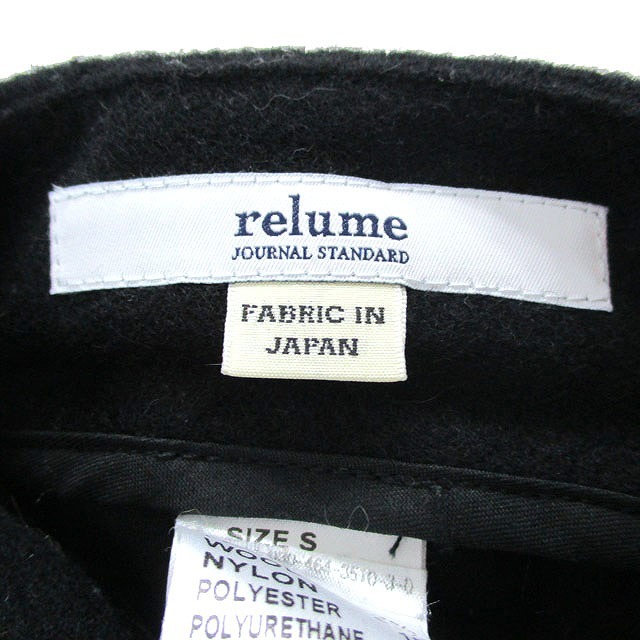 relume
JOURNAL STANDARD
FABRIC IN
JAPAN
SIZE S
NYLON
POLYESTER
POLYURETHANE